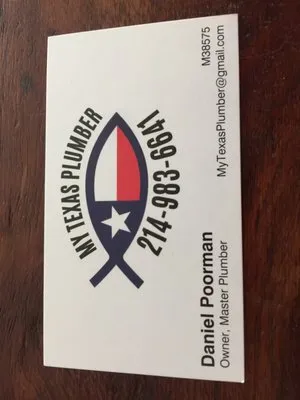 MY TEXAS PLUMBER
214-983-6641
Daniel Poorman
Owner, Master Plumber
M38575
MyTexasPlumber@gmail.com